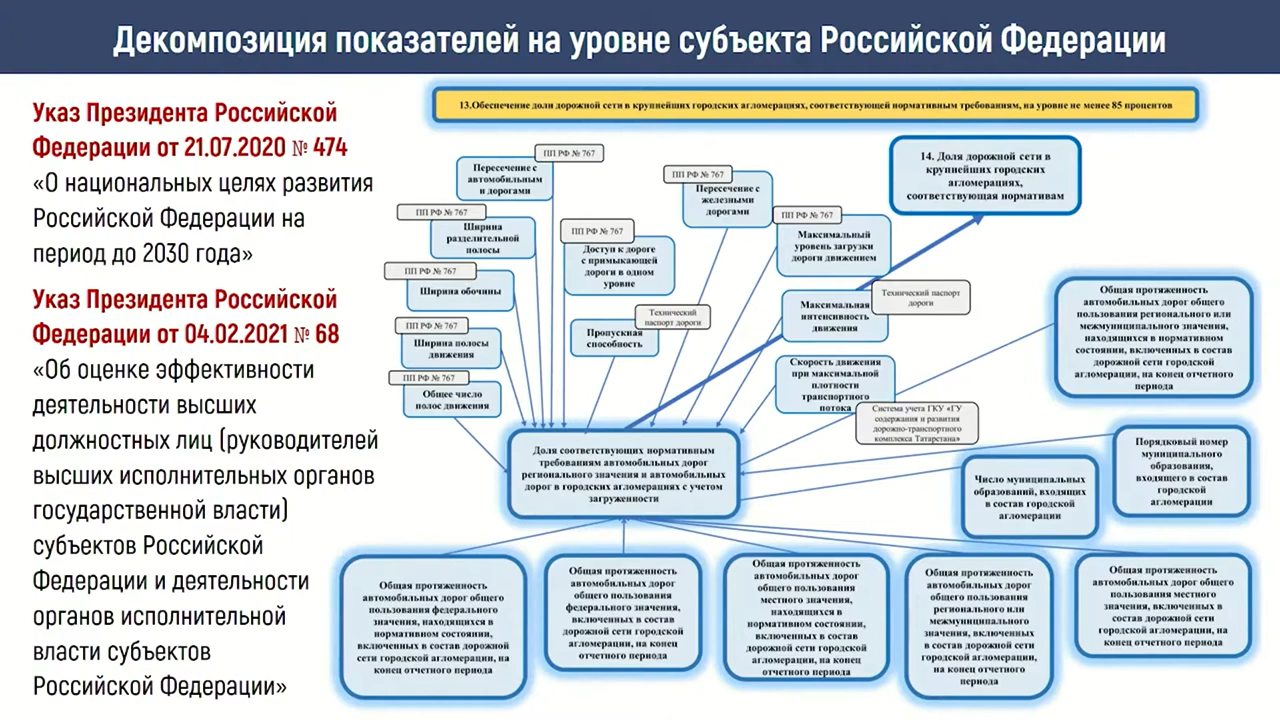 Декомпозиция показателей на уровне субъекта Российской Федерации
Указ Президента Российской
Федерации от 21.07.2020 № 474
«О национальных целях развития
Российской Федерации на
период до 2030 года»
Указ Президента Российской
Федерации от 04.02.2021 № 68
«Об оценке эффективности
деятельности высших
должностных лиц (руководителей
высших исполнительных органов
государственной власти)
субъектов Российской
Федерации и деятельности
органов исполнительной
власти субъектов
Российской Федерации»
13.Обеспечение доли дорожной сети в крупнейших городских агломерациях, соответствующей нормативным требованиям, на уровне не менее 85 процентов
14. Доля дорожной сети в
крупнейших городских
агломерациях,
соответствующая нормативам
ПП РФ № 767
Пересечение с
автомобильным
и дорогами
ПП РФ № 767
Ширина
разделительной
полосы
ПП РФ № 767
Ширина обочины
ПП РФ № 767
Ширина полосы
движения
ПП РФ № 767
Общее число
полос движения
ПП РФ № 767
Доступ к дороге
с примыкающей
дороги в одном
уровне
Технический
паспорт дороги
Пропускная
способность
ПП РФ № 767
Пересечение с
железными
дорогами
ПП РФ № 767
Максимальный
уровень загрузки
дороги движением
Технический паспорт
дороги
Максимальная
интенсивность
движения
Скорость движения
при максимальной
плотности
транспортного
потока
Система учета ГКУ «ГУ
содержания и развития
дорожно-транспортного
комплекса Татарстана»
Общая протяженность
автомобильных дорог общего
пользования регионального или
межмуниципального значения,
находящихся в нормативном
состоянии, включенных в состав
дорожной сети городской
агломерации, на конец отчетного
периода
Доля соответствующих нормативным
требованиям автомобильных дорог
регионального значения и автомобильных
дорог в городских агломерациях с учетом
загруженности
Порядковый номер
муниципального
образования,
входящего в состав
городской
агломерации
Число муниципальных
образований, входящих
в состав городской
агломерации
Общая протяженность
автомобильных дорог общего
пользования федерального
значения, находящихся в
нормативном состоянии,
включенных в состав дорожной
сети городской агломерации, на
конец отчетного периода
Общая протяженность
автомобильных дорог
общего пользования
федерального значения,
включенных в состав
дорожной сети городской
агломерации, на конец
отчетного периода
Общая протяженность
автомобильных дорог
общего пользования
местного значения,
находящихся в
нормативном состоянии,
включенных в состав
дорожной сети городской
агломерации, на конец
отчетного периода
Общая протяженность
автомобильных дорог
общего пользования
регионального или
межмуниципального
значения, включенных
в состав дорожной сети
городской агломерации,
на конец отчетного
периода
Общая протяженность
автомобильных дорог общего
пользования местного
значения, включенных в
состав дорожной сети
городской агломерации, на
конец отчетного периода